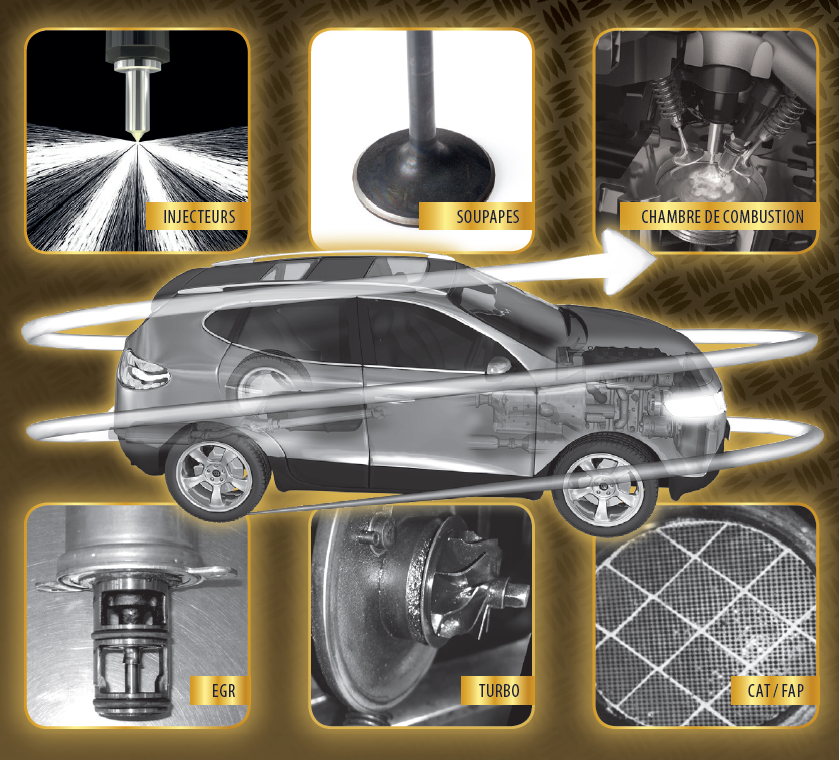 INJECTEURS
SOUPAPES
CHAMBRE DE COMBUSTION
EGR
TURBO
CAT / FAP